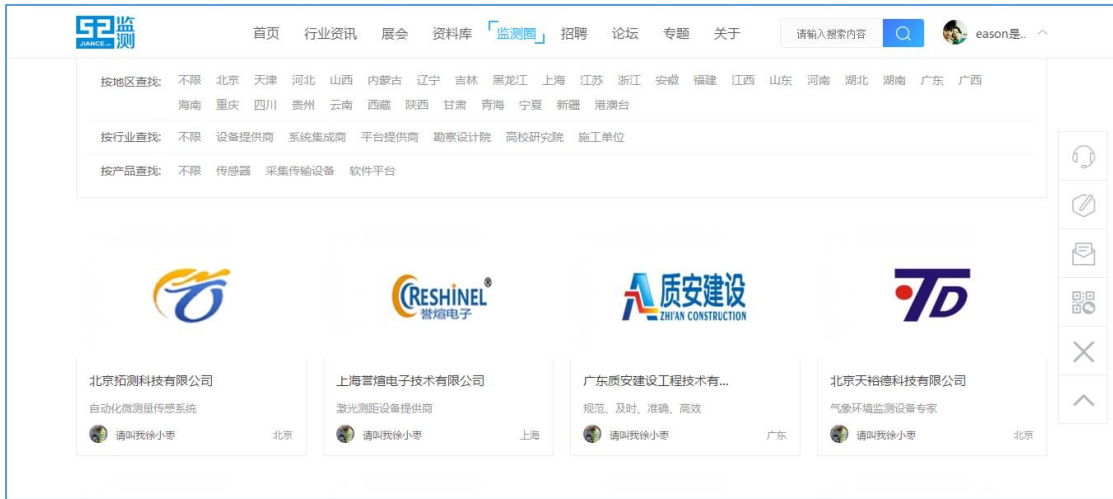 监测
JIANCE
首页 行业资讯 展会 资料库 「监测圈」 招聘 论坛 专题 关于 请输入搜索内容 eason是..
按地区查找: 不限 北京 天津 河北 山西 内蒙古 辽宁 吉林 黑龙江 上海 江苏 浙江 安徽 福建 江西 山东 河南 湖北 湖南 广东 广西
海南 重庆 四川 贵州 云南 西藏 陕西 甘肃 青海 宁夏 新疆 港澳台
按行业查找: 不限 设备提供商 系统集成商 平台提供商 勘察设计院 高校研究院 施工单位
按产品查找: 不限 传感器 采集传输设备 软件平台
RESHINEL®
誉煊电子
质安建设
ZHI'AN CONSTRUCTION
TD
北京拓测科技有限公司 上海誉煊电子技术有限公司 广东质安建设工程技术有... 北京天裕德科技有限公司
自动化微测量传感系统 激光测距设备提供商 规范、及时、准确、高效 气象环境监测设备专家
请叫我徐小枣 北京 请叫我徐小枣 上海 请叫我徐小枣 广东 请叫我徐小枣 北京